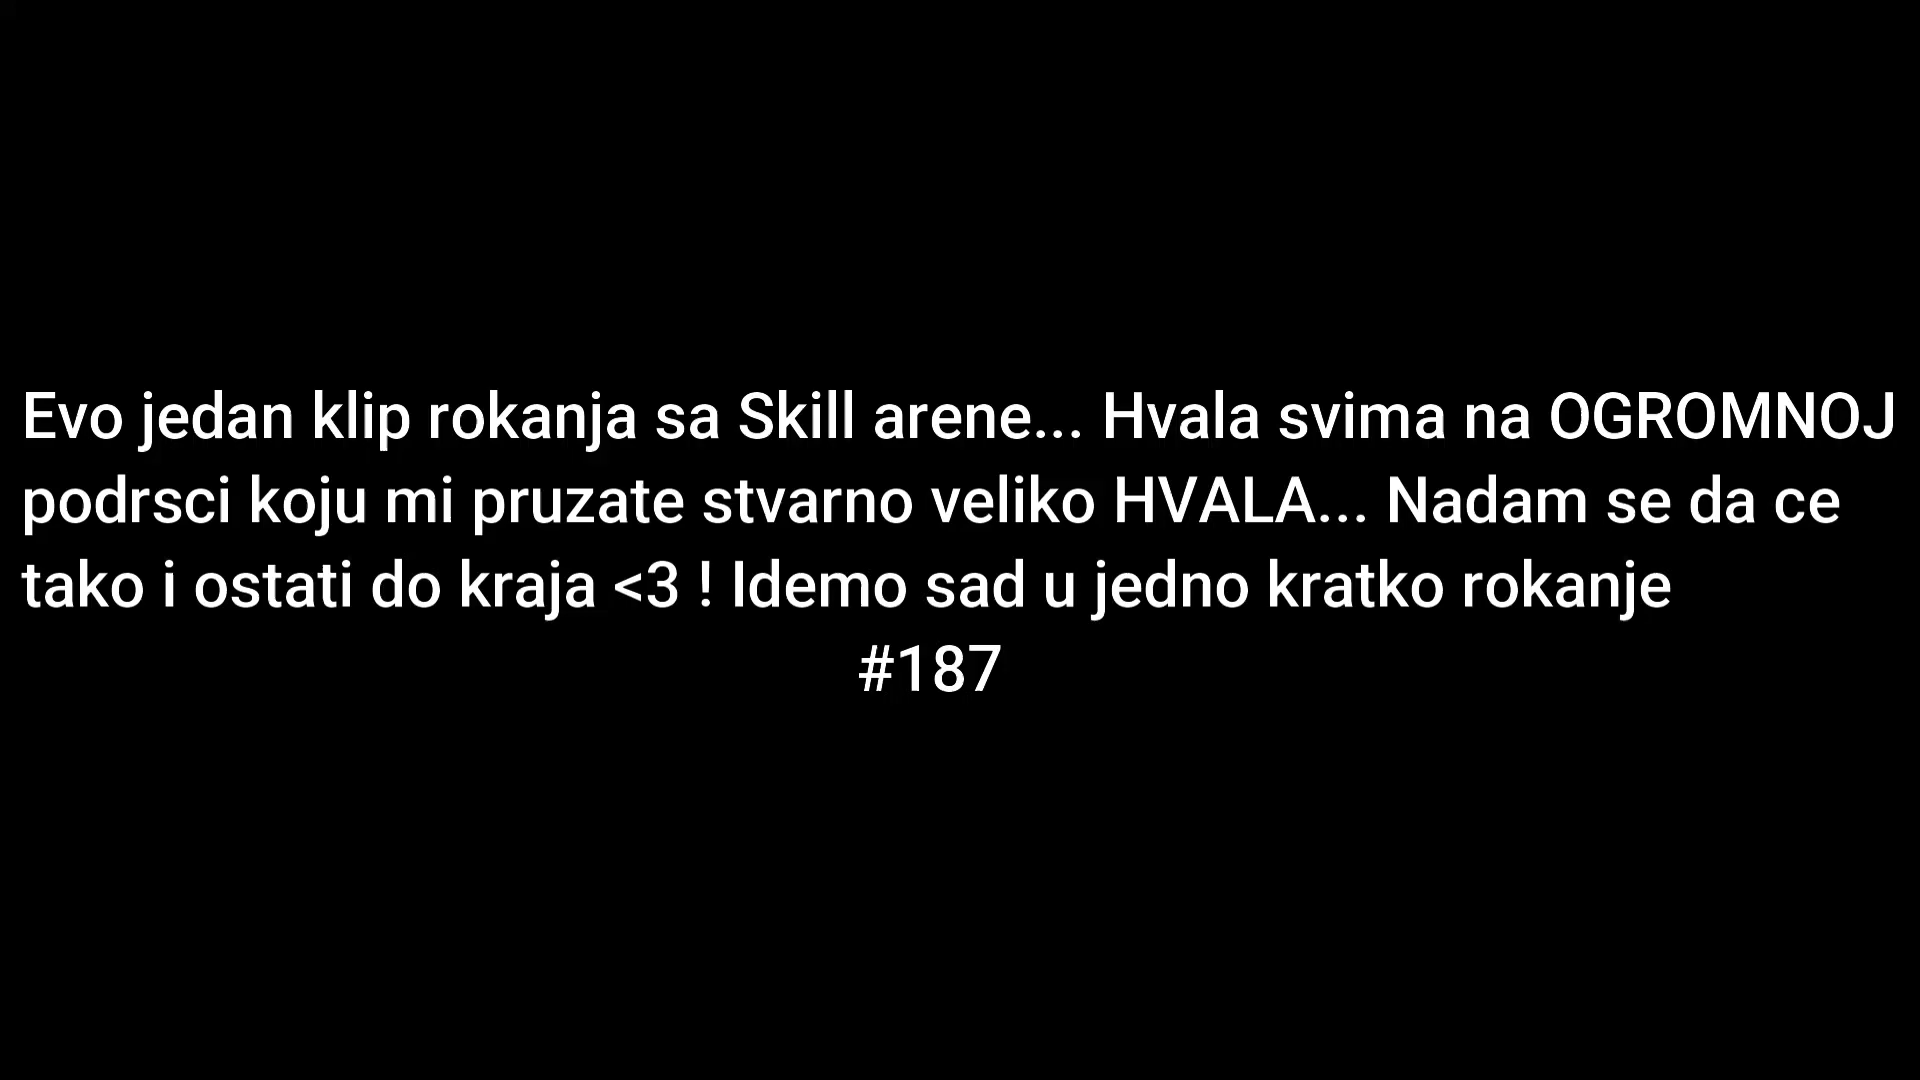 Evo jedan klip rokanja sa Skill arene... Hvala svima na OGROMNOJ
podrsci koju mi pruzate stvarno veliko HVALA... Nadam se da ce
tako i ostati do kraja <3 ! Idemo sad u jedno kratko rokanje
#187